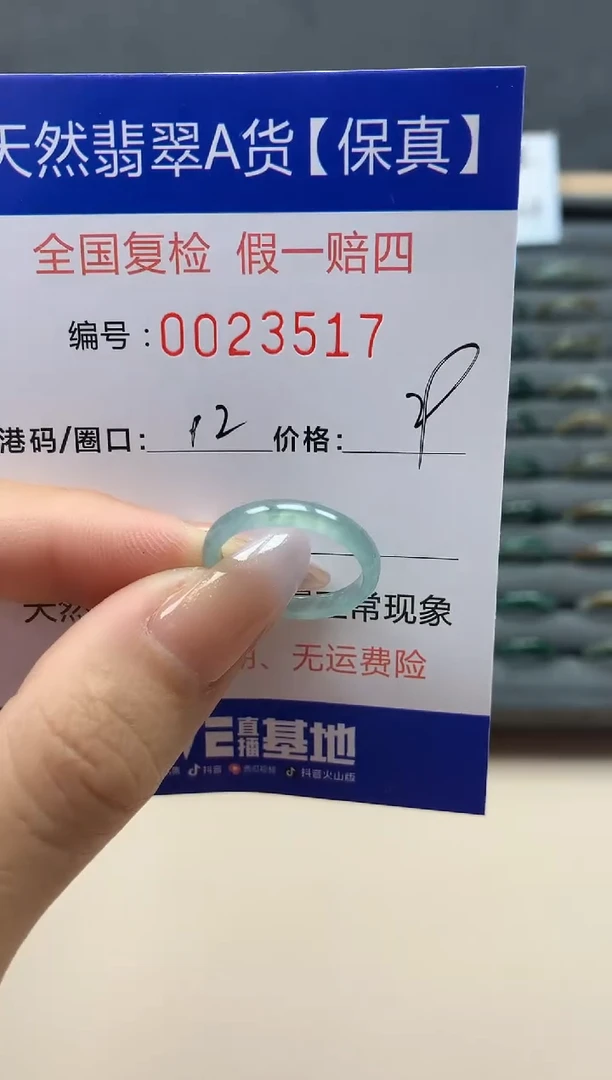 天然翡翠A货【保真】
全国复检 假一赔四
编号：0023517
港码/圈口：12 价格：
常现象
、无运费险
直播基地
抖音 抖音火山版